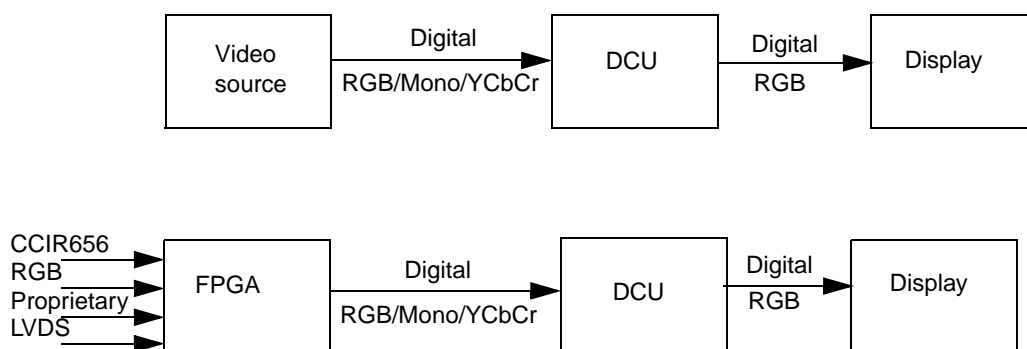 Video
source
Digital
RGB/Mono/YCbCr
DCU
Digital
RGB
Display
CCIR656
RGB
Proprietary
LVDS
FPGA
Digital
RGB/Mono/YCbCr
DCU
Digital
RGB
Display